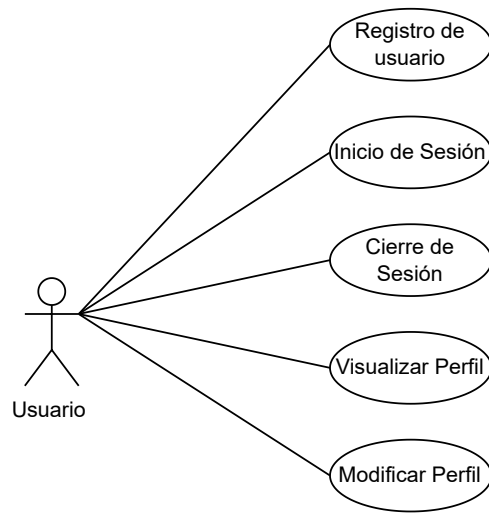 Registro de
usuario
Inicio de Sesión
Cierre de
Sesión
Visualizar Perfil
Usuario
Modificar Perfil